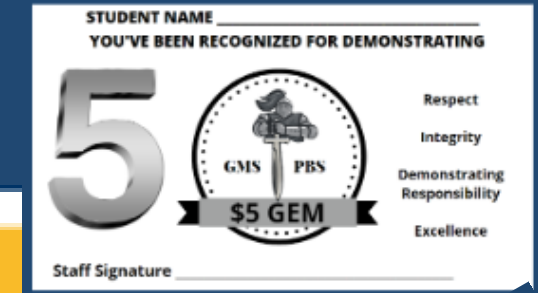 STUDENT NAME
YOU'VE BEEN RECOGNIZED FOR DEMONSTRATING
5
GMS PBS
$5 GEM
Respect
Integrity
Demonstrating
Responsibility
Excellence
Staff Signature